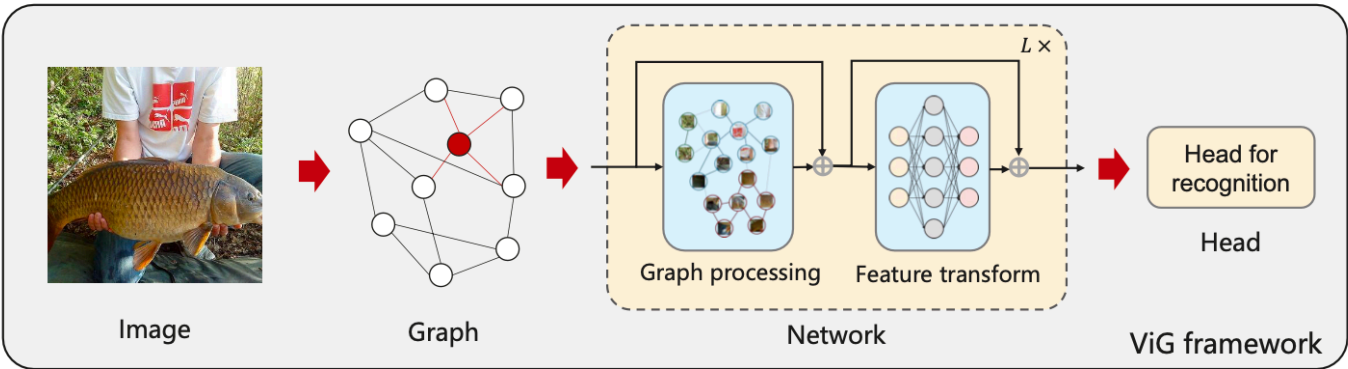 L ×
Graph processing
Feature transform
Head for
recognition
Image
Graph
Network
Head
ViG framework